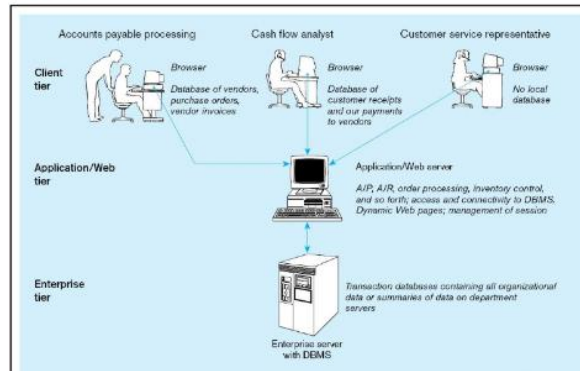 Accounts payable processing
Cash flow analyst
Customer service representative
Client
tier
Browser
Database of vendors,
purchase orders,
vendor invoices
Browser
Database of
customer receipts
and our payments
to vendors
Browser
No local
database
Application/Web
tier
Application/Web server
A/P, A/R, order processing, inventory control,
and so forth; access and connectivity to DBMS.
Dynamic Web pages; management of session
Enterprise
tier
Transaction databases containing all organizational
data or summaries of data on department
servers
Enterprise server
with DBMS